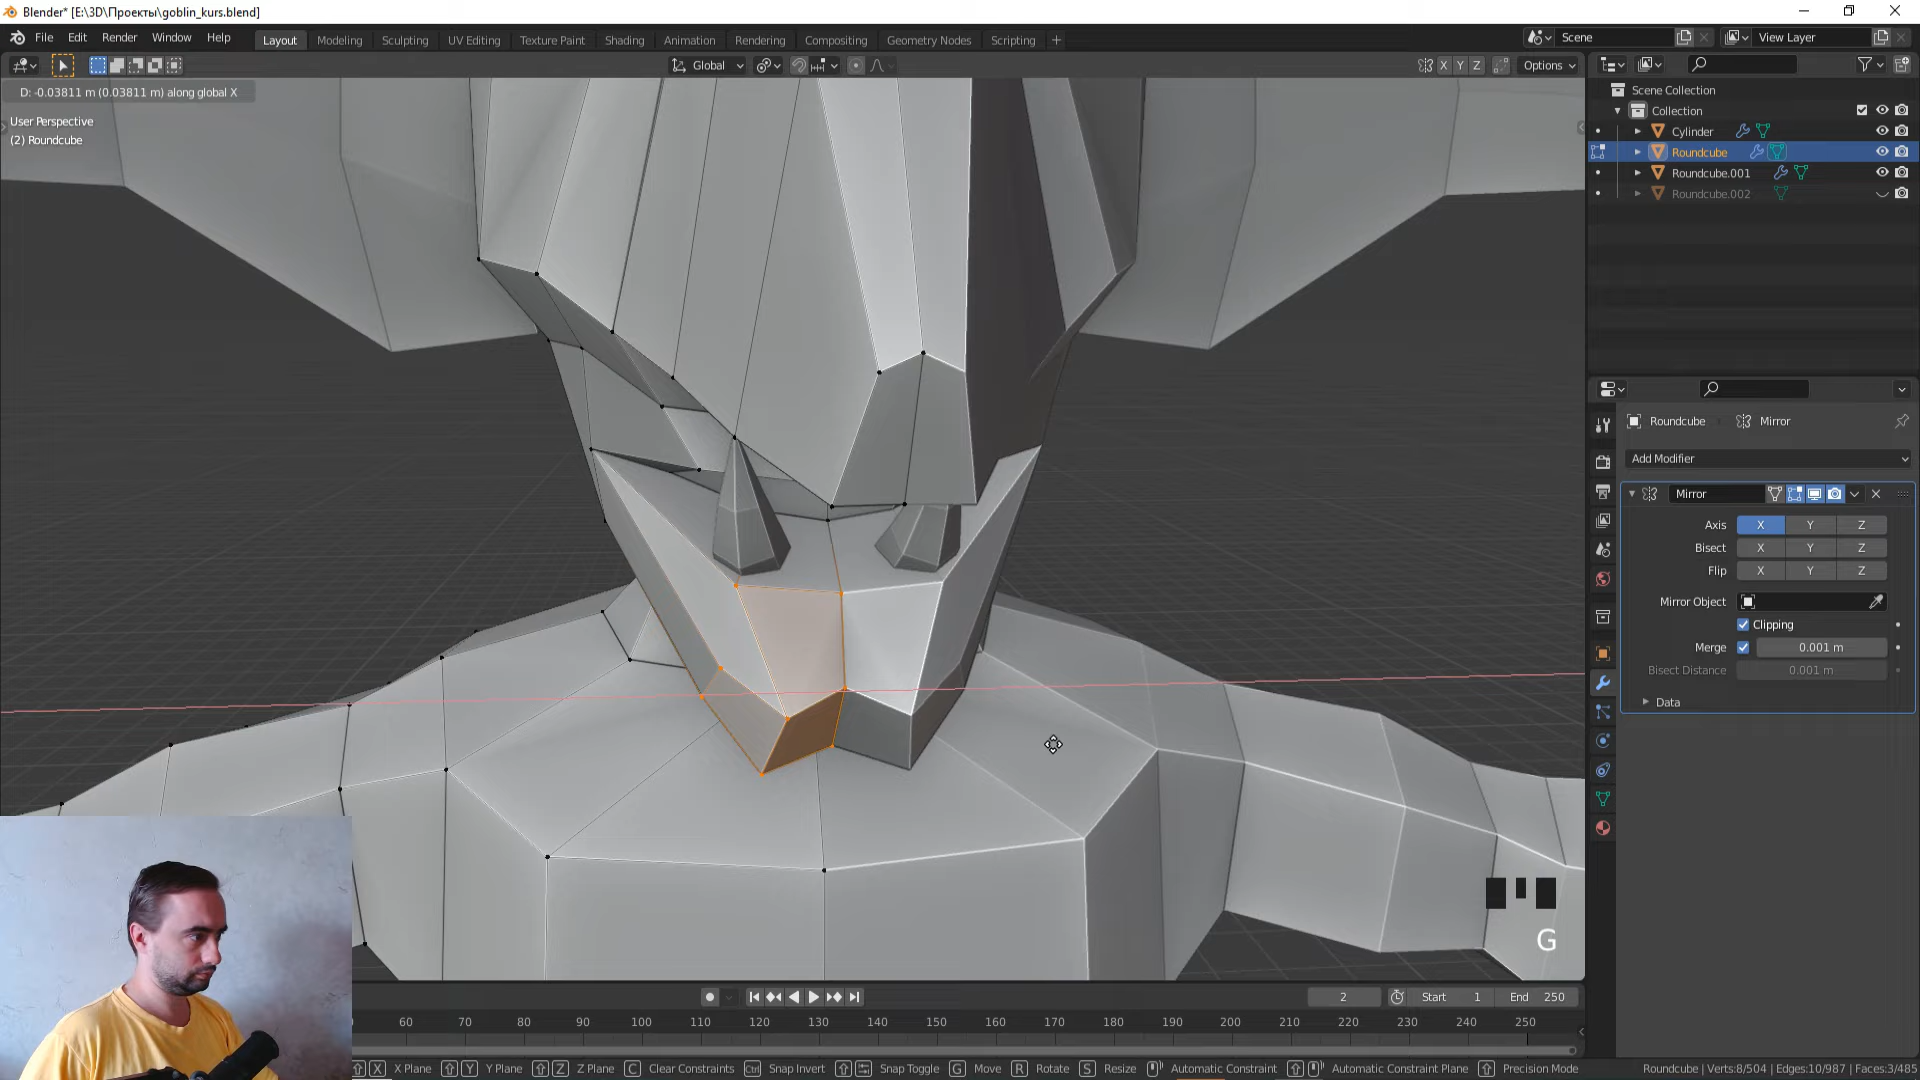 Blender* [E:\3D\Проекты\goblin_kurs.blend]
File Edit Render Window Help
Layout Modeling Sculpting UV Editing Texture Paint Shading Animation Rendering Compositing Geometry Nodes Scripting +
Scene
View Layer
Global
X Y Z
Options
D: -0.03811 m (0.03811 m) along global X
User Perspective
(2) Roundcube
Scene Collection
Collection
Cylinder
Roundcube
Roundcube.001
Roundcube.002
Roundcube
Mirror
Add Modifier
Mirror
Axis X Y Z
Bisect X Y Z
Flip X Y Z
Mirror Object
Clipping
Merge 0.001 m
Bisect Distance 0.001 m
Data
G
2
Start 1
End 250
60 70 80 90 100 110 120 130 140 150 160 170 180 190 200 210 220 230 240 250
X X Plane Y Y Plane Z Z Plane C Clear Constraints Ctrl Snap Invert Snap Toggle G Move R Rotate S Resize Automatic Constraint Automatic Constraint Plane Precision Mode
Roundcube | Verts:8/504 | Edges:10/987 | Faces:3/485